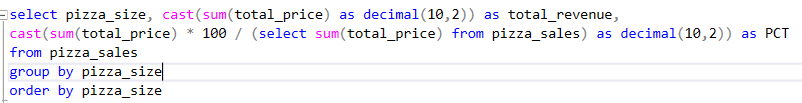 select pizza_size, cast(sum(total_price) as decimal(10,2)) as total_revenue,
cast(sum(total_price) * 100 / (select sum(total_price) from pizza_sales) as decimal(10,2)) as PCT
from pizza_sales
group by pizza_size
order by pizza_size